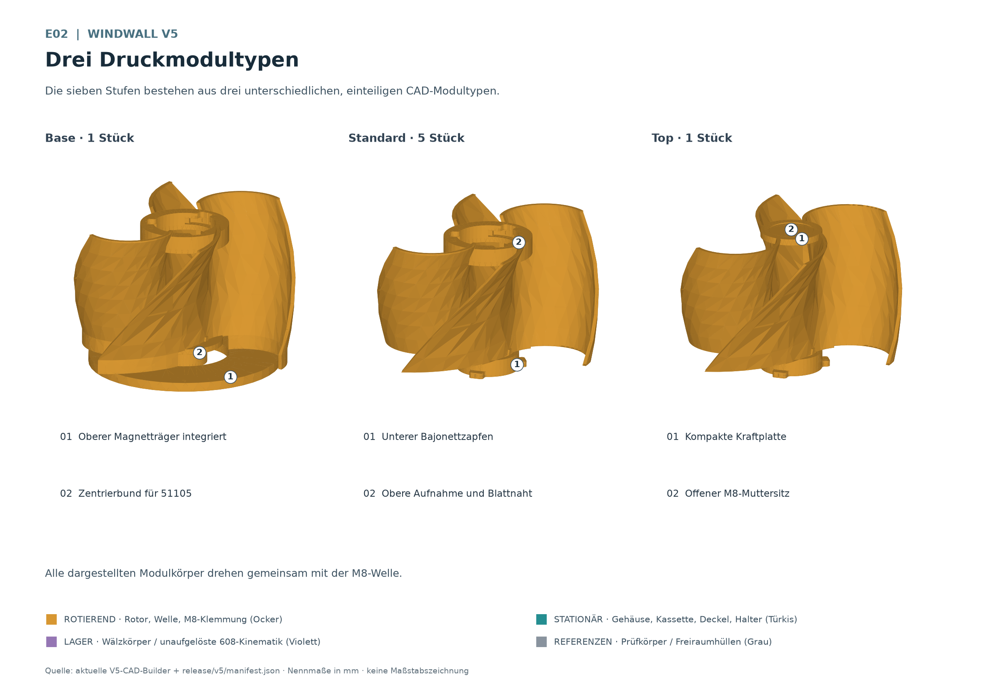 E02 | WINDWALL V5
Drei Druckmodultypen
Die sieben Stufen bestehen aus drei unterschiedlichen, einteiligen CAD-Modultypen.
Base · 1 Stück
Standard · 5 Stück
Top · 1 Stück
2
1
2
1
2
1
01 Oberer Magnetträger integriert
01 Unterer Bajonettzapfen
01 Kompakte Kraftplatte
02 Zentrierbund für 51105
02 Obere Aufnahme und Blattnaht
02 Offener M8-Muttersitz
Alle dargestellten Modulkörper drehen gemeinsam mit der M8-Welle.
ROTIEREND · Rotor, Welle, M8-Klemmung (Ocker)
STATIONÄR · Gehäuse, Kassette, Deckel, Halter (Türkis)
LAGER · Wälzkörper / unaufgelöste 608-Kinematik (Violett)
REFERENZEN · Prüfkörper / Freiraumhüllen (Grau)
Quelle: aktuelle V5-CAD-Builder + release/v5/manifest.json · Nennmaße in mm · keine Maßstabszeichnung